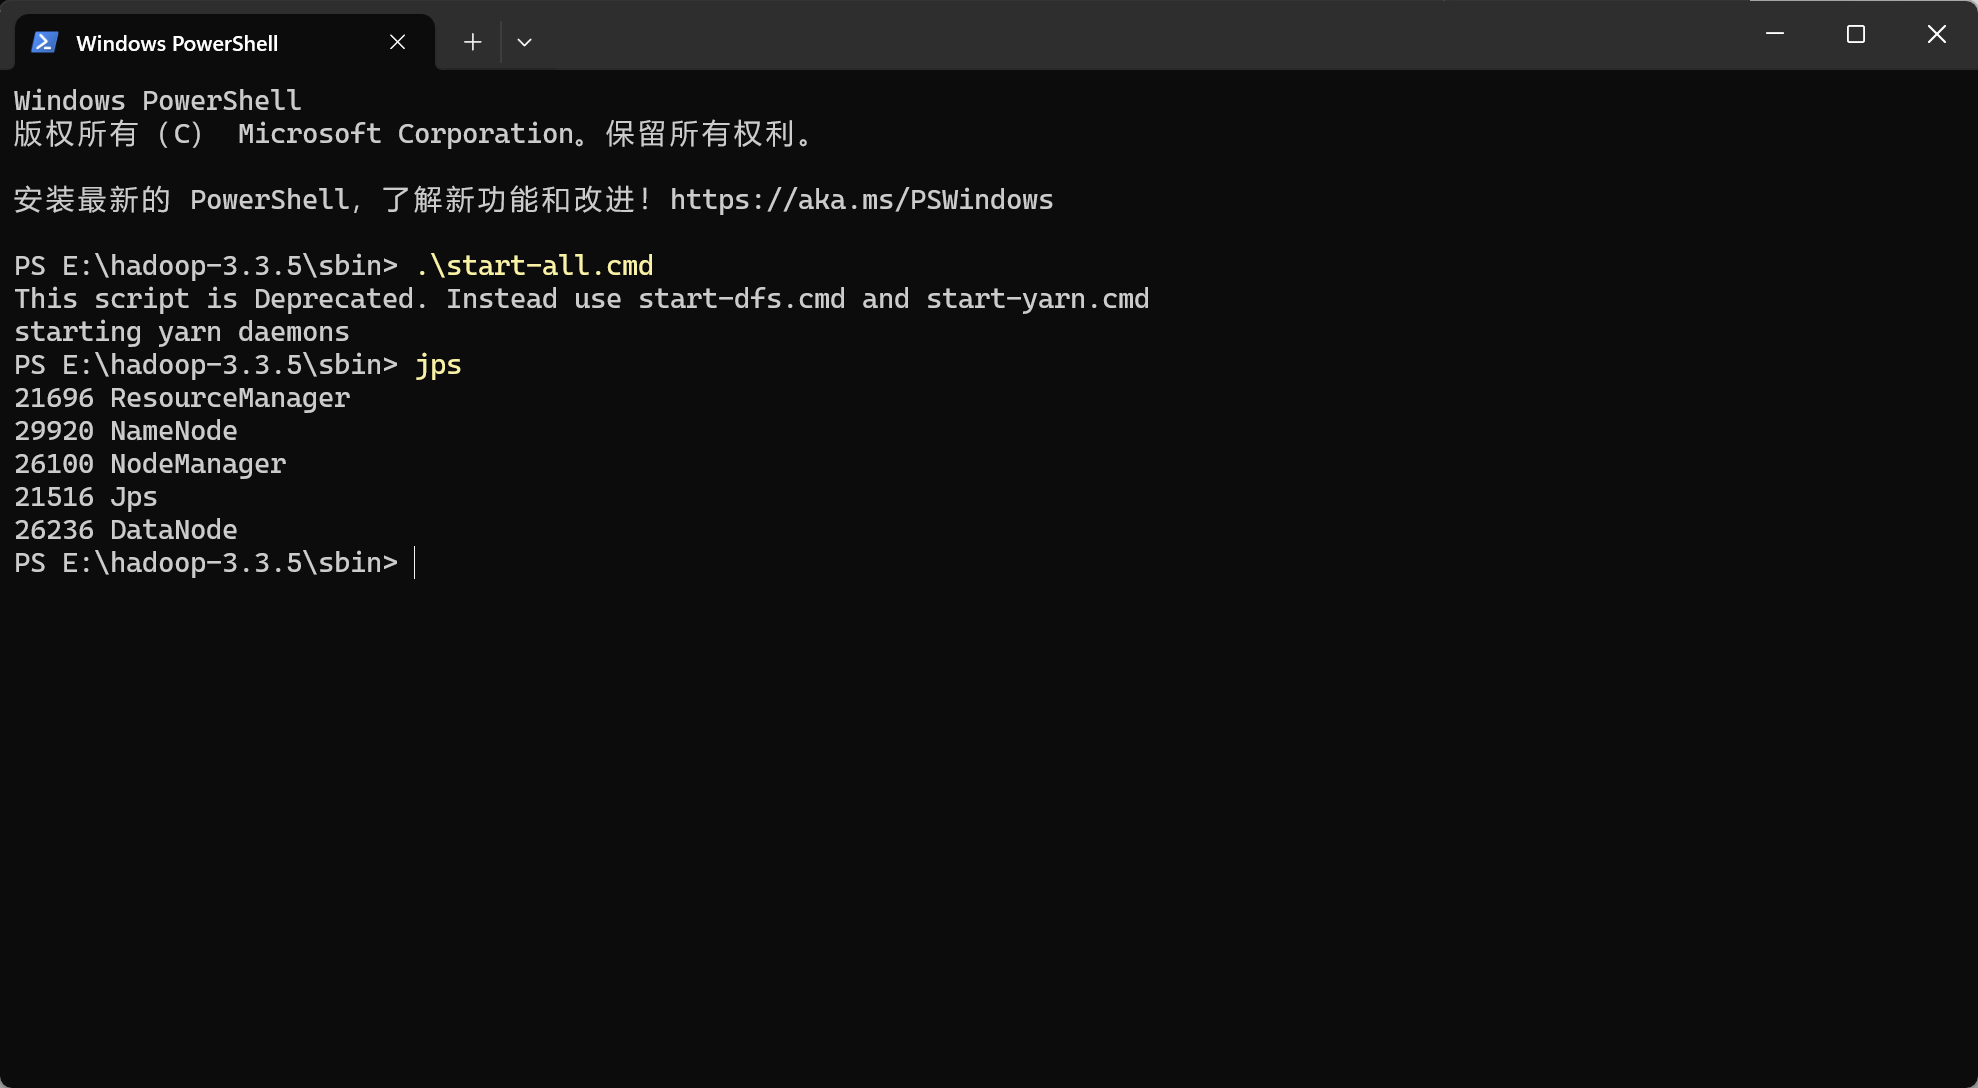 Windows PowerShell
Windows PowerShell
版权所有（C） Microsoft Corporation。保留所有权利。
安装最新的 PowerShell，了解新功能和改进！https://aka.ms/PSWindows
PS E:\hadoop-3.3.5\sbin> .\start-all.cmd
This script is Deprecated. Instead use start-dfs.cmd and start-yarn.cmd
starting yarn daemons
PS E:\hadoop-3.3.5\sbin> jps
21696 ResourceManager
29920 NameNode
26100 NodeManager
21516 Jps
26236 DataNode
PS E:\hadoop-3.3.5\sbin>